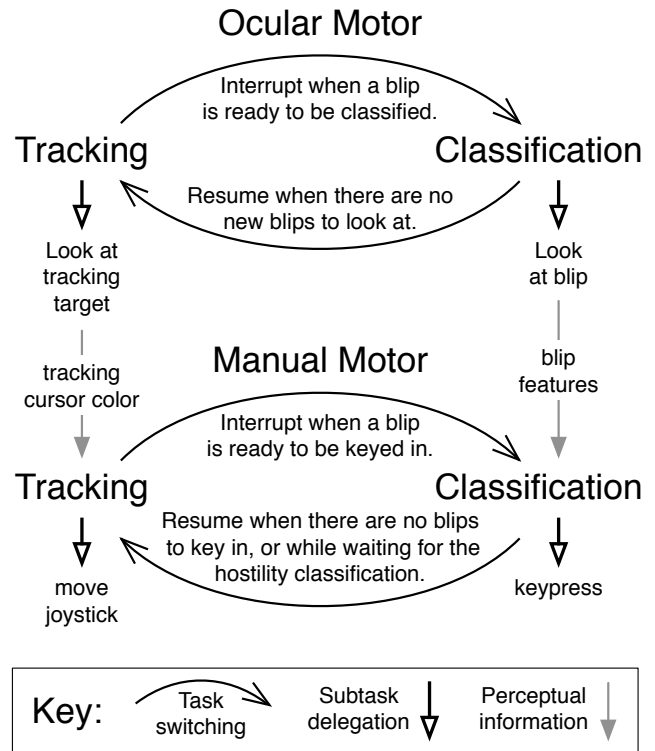 Ocular Motor
Interrupt when a blip
is ready to be classified.
Tracking
Classification
Resume when there are no
new blips to look at.
Look at
tracking
target
Look
at blip
tracking
cursor color
blip
features
Manual Motor
Interrupt when a blip
is ready to be keyed in.
Tracking
Classification
Resume when there are no blips
to key in, or while waiting for the
hostility classification.
move
joystick
keypress
Key:
Task
switching
Subtask
delegation
Perceptual
information